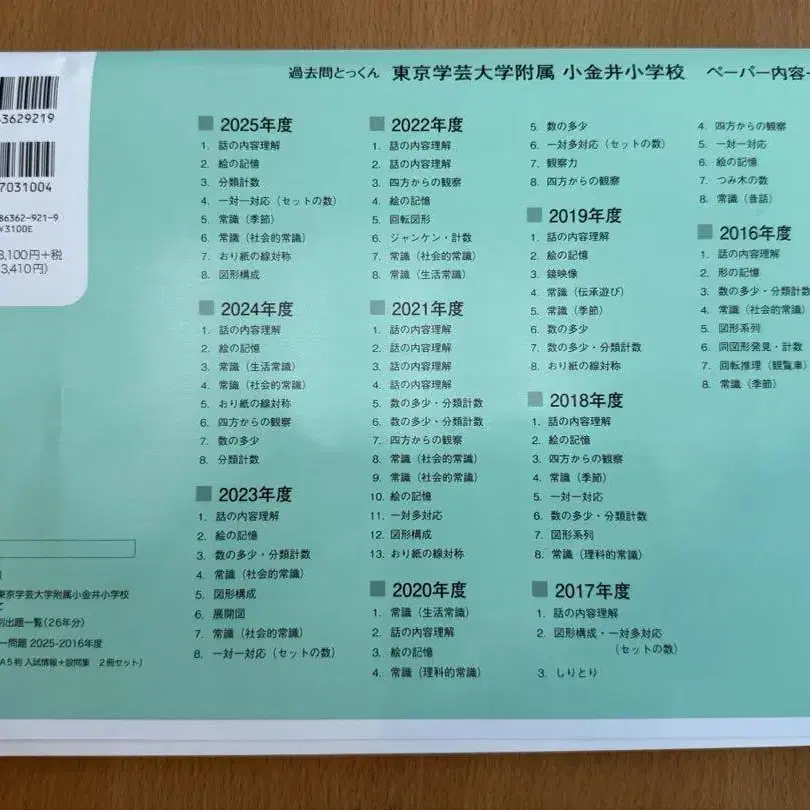 過去問とっくん 東京学芸大学附属 小金井小学校 ペーパー内容
63629219
7031004
86362-921-9
¥3100E
3,100円+税
3,410円)
2025年度
1. 話の内容理解
2. 絵の記憶
3. 分類計数
4. 一対一対応(セットの数)
5. 常識(季節)
6. 常識(社会的常識)
7. おり紙の線対称
8. 図形構成
2024年度
1. 話の内容理解
2. 絵の記憶
3. 常識(生活常識)
4. 常識(社会的常識)
5. おり紙の線対称
6. 四方からの観察
7. 数の多少
8. 分類計数
2023年度
1. 話の内容理解
2. 絵の記憶
3. 数の多少・分類計数
4. 常識(社会的常識)
5. 図形構成
6. 展開図
7. 常識(社会的常識)
8. 一対一対応(セットの数)
2022年度
1. 話の内容理解
2. 話の内容理解
3. 四方からの観察
4. 絵の記憶
5. 回転図形
6. ジャンケン・計数
7. 常識(社会的常識)
8. 常識(生活常識)
2021年度
1. 話の内容理解
2. 話の内容理解
3. 話の内容理解
4. 話の内容理解
5. 数の多少・分類計数
6. 数の多少・分類計数
7. 四方からの観察
8. 常識(社会的常識)
9. 常識(社会的常識)
10. 絵の記憶
11. 一対多対応
12. 図形構成
13. おり紙の線対称
2020年度
1. 常識(生活常識)
2. 話の内容理解
3. 絵の記憶
4. 常識(理科的常識)
5. 数の多少
6. 一対多対応(セットの数)
7. 観察力
8. 四方からの観察
2019年度
1. 話の内容理解
2. 絵の記憶
3. 鏡映像
4. 常識(伝承遊び)
5. 常識(季節)
6. 数の多少
7. 数の多少・分類計数
8. おり紙の線対称
2018年度
1. 話の内容理解
2. 絵の記憶
3. 四方からの観察
4. 常識(季節)
5. 一対一対応
6. 数の多少・分類計数
7. 図形系列
8. 常識(理科的常識)
2017年度
1. 話の内容理解
2. 図形構成・一対多対応
(セットの数)
3. しりとり
4. 四方からの観察
5. 一対一対応
6. 絵の記憶
7. つみ木の数
8. 常識(昔話)
2016年度
1. 話の内容理解
2. 形の記憶
3. 数の多少・分類計数
4. 常識(社会的常識)
5. 図形系列
6. 同図形発見・計数
7. 回転推理(観覧車)
8. 常識(季節)
東京学芸大学附属小金井小学校
て
別出題一覧(26年分)
ー問題 2025-2016年度
A5判 入試情報+設問集 2冊セット)